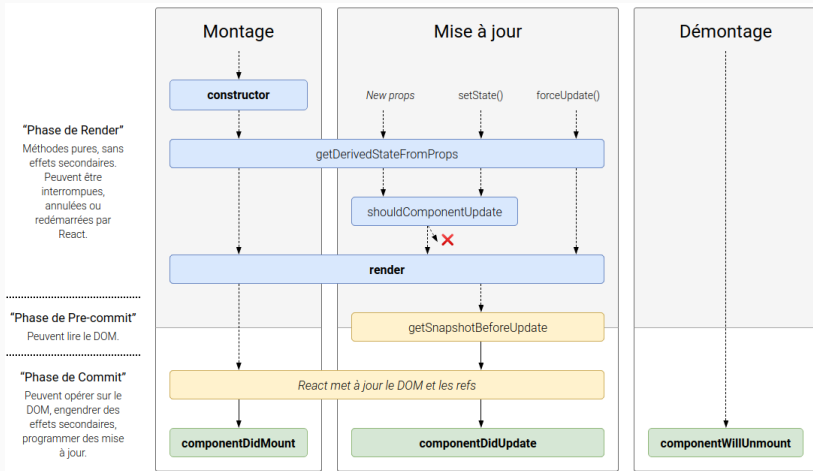 Montage
Mise à jour
Démontage
constructor
New props
setState()
forceUpdate()
“Phase de Render”
Méthodes pures, sans
effets secondaires.
Peuvent être
interrompues,
annulées ou
redémarrées par
React.
getDerivedStateFromProps
shouldComponentUpdate
render
“Phase de Pre-commit”
Peuvent lire le DOM.
getSnapshotBeforeUpdate
“Phase de Commit”
Peuvent opérer sur le
DOM, engendrer des
effets secondaires,
programmer des mise
à jour.
React met à jour le DOM et les refs
componentDidMount
componentDidUpdate
componentWillUnmount